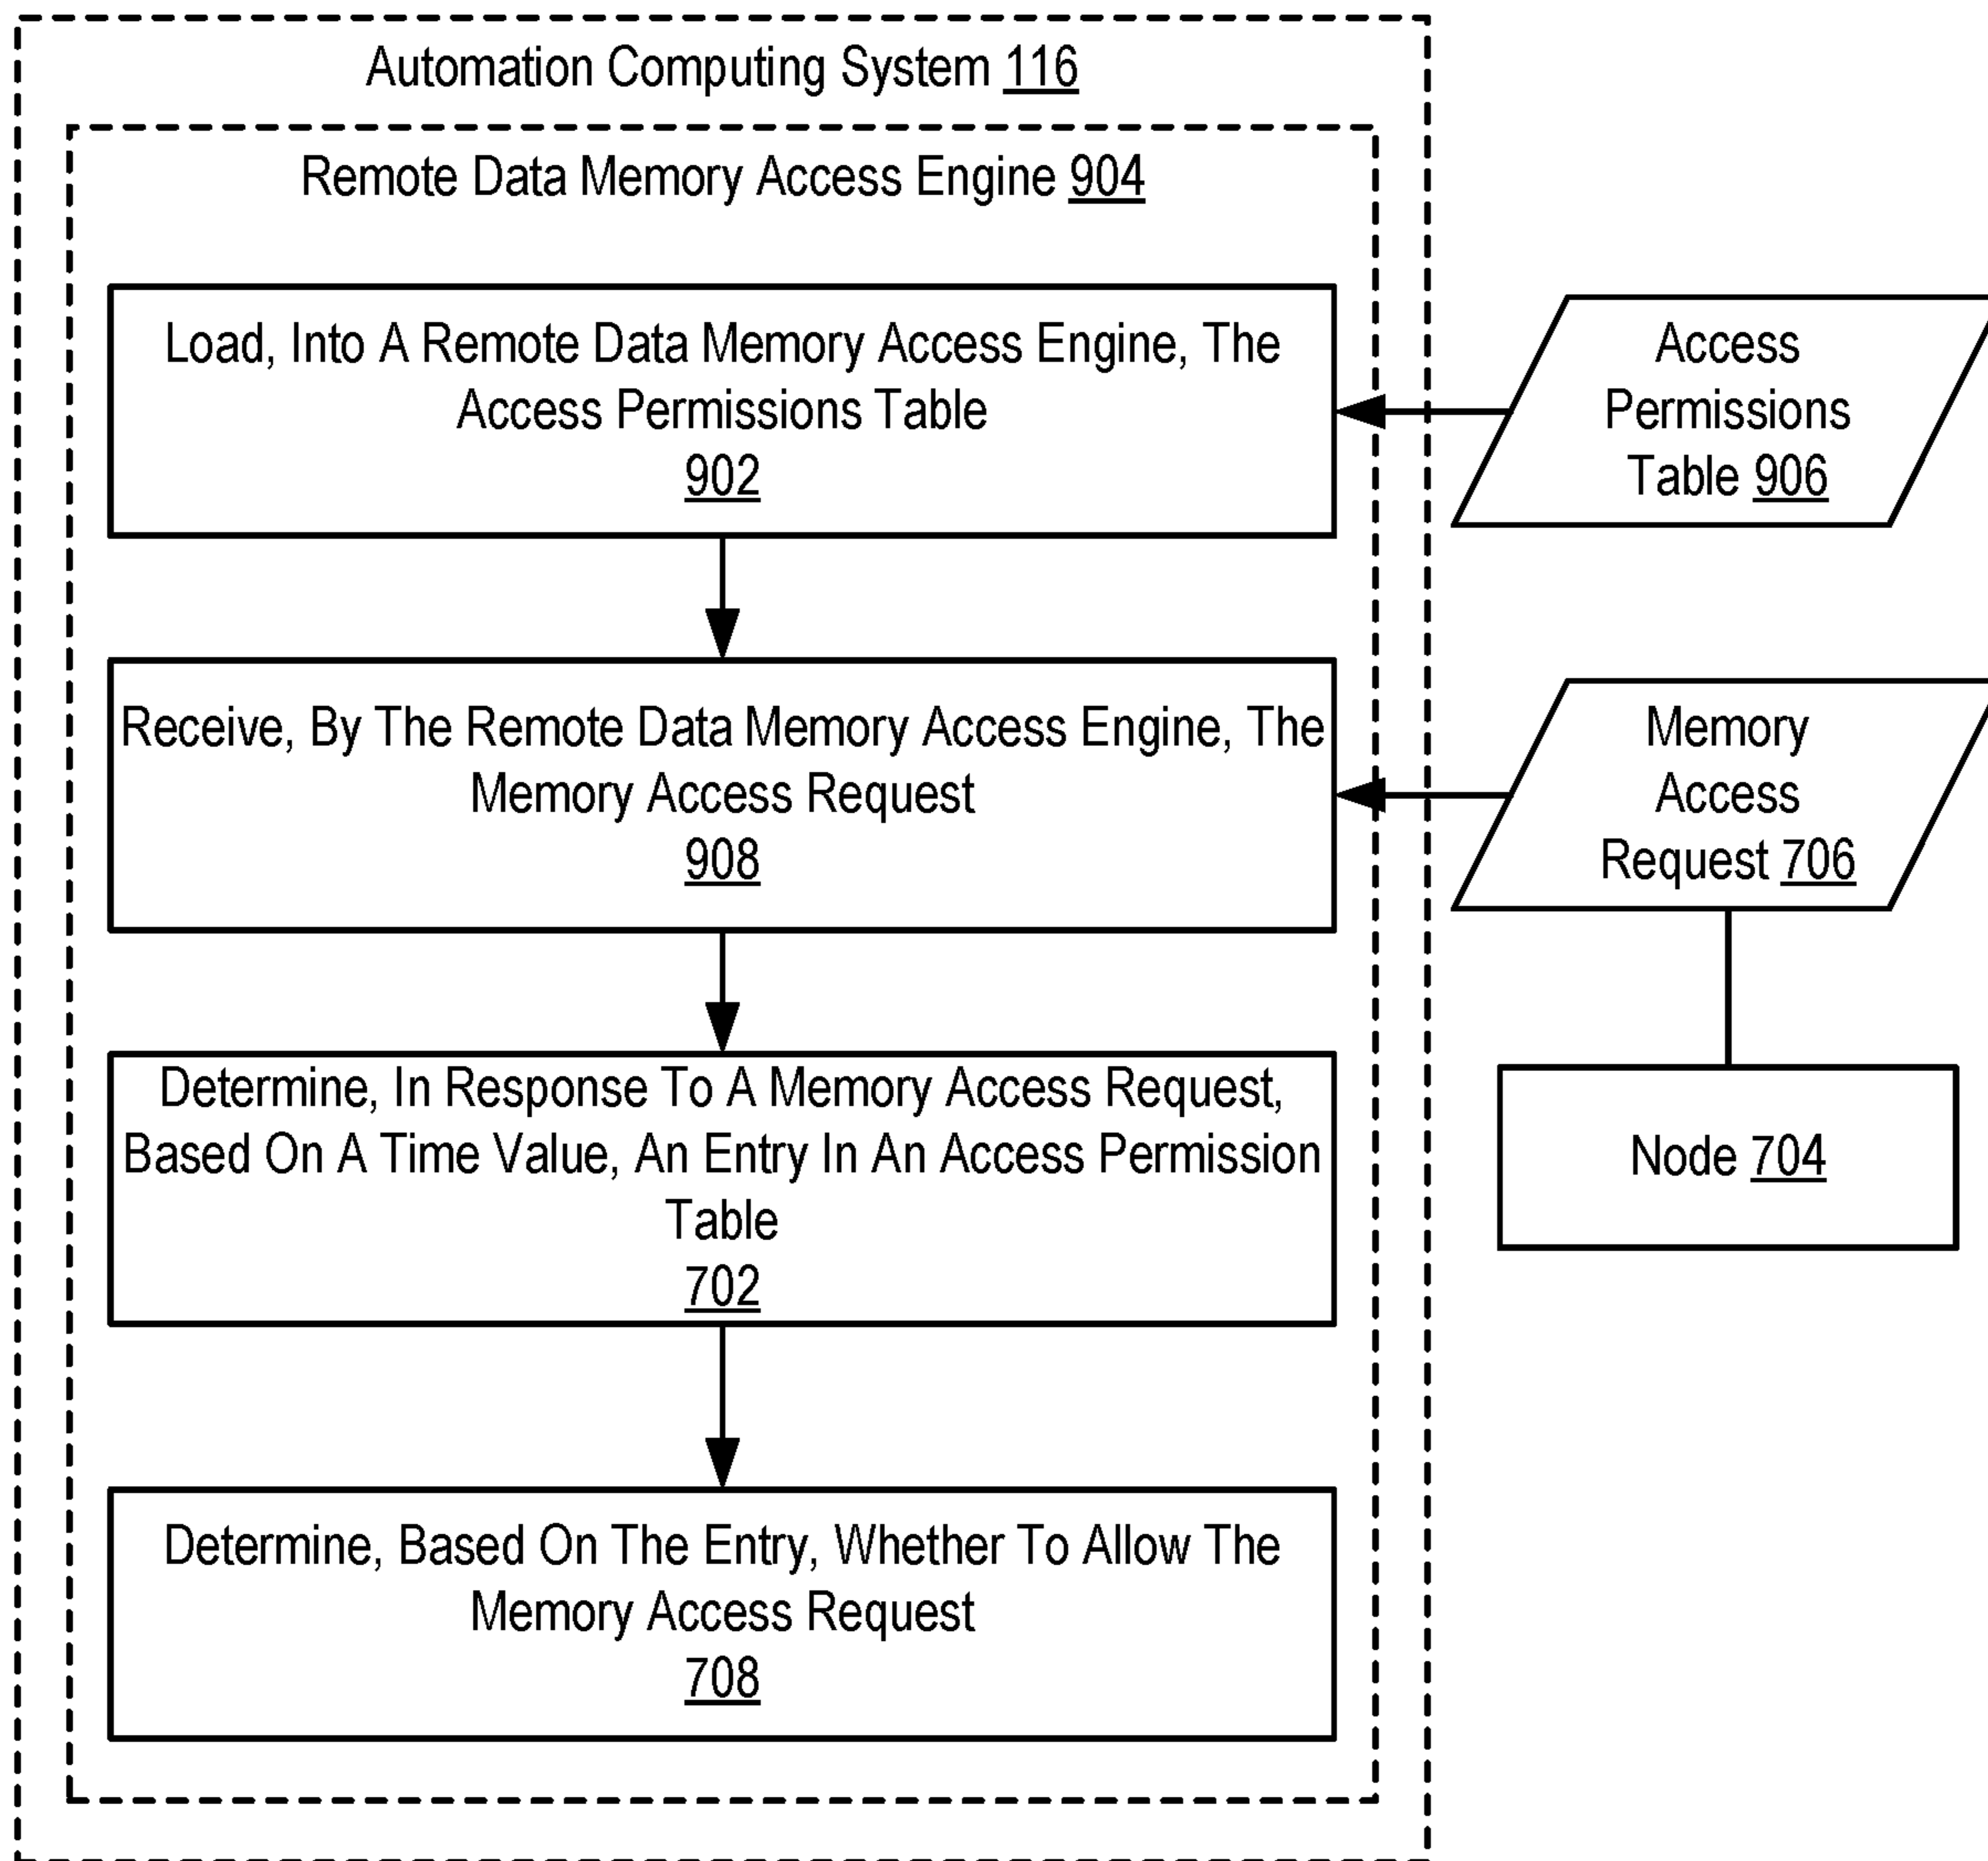 Automation Computing System 116
Remote Data Memory Access Engine 904
Load, Into A Remote Data Memory Access Engine, The
Access Permissions Table
902
Access
Permissions
Table 906
Receive, By The Remote Data Memory Access Engine, The
Memory Access Request
908
Memory
Access
Request 706
Determine, In Response To A Memory Access Request,
Based On A Time Value, An Entry In An Access Permission
Table
702
Node 704
Determine, Based On The Entry, Whether To Allow The
Memory Access Request
708